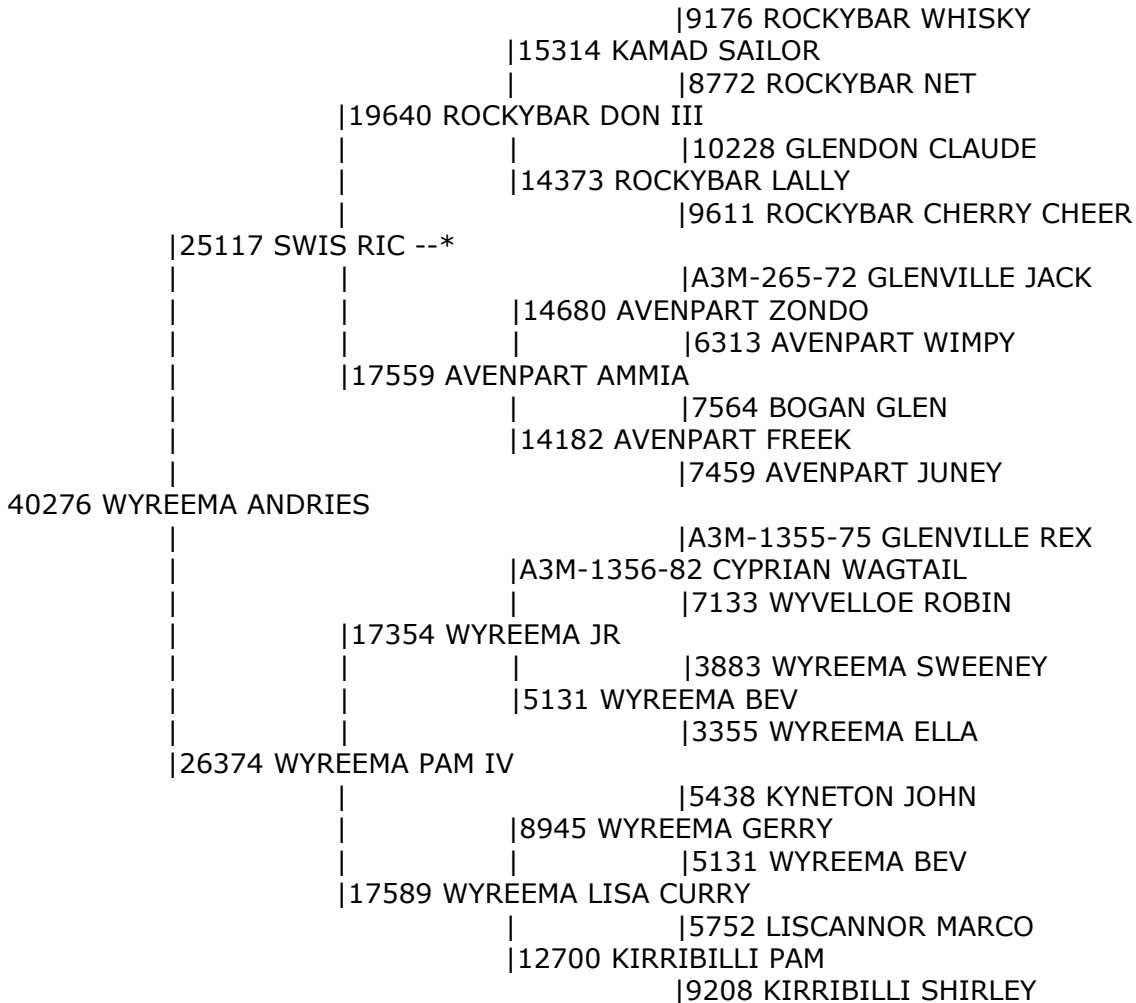 |9176 ROCKYBAR WHISKY
|15314 KAMAD SAILOR
| |8772 ROCKYBAR NET
|19640 ROCKYBAR DON III
| | |10228 GLENDON CLAUDE
| |14373 ROCKYBAR LALLY
| |9611 ROCKYBAR CHERRY CHEER
|25117 SWIS RIC --*
| | |A3M-265-72 GLENVILLE JACK
| | |14680 AVENPART ZONDO
| | | |6313 AVENPART WIMPY
| |17559 AVENPART AMMIA
| | |7564 BOGAN GLEN
| |14182 AVENPART FREEK
| |7459 AVENPART JUNEY
40276 WYREEMA ANDRIES
| |A3M-1355-75 GLENVILLE REX
| |A3M-1356-82 CYPRIAN WAGTAIL
| | |7133 WYVELLOE ROBIN
| |17354 WYREEMA JR
| | | |3883 WYREEMA SWEENEY
| | |5131 WYREEMA BEV
| | |3355 WYREEMA ELLA
|26374 WYREEMA PAM IV
| |5438 KYNETON JOHN
| |8945 WYREEMA GERRY
| | |5131 WYREEMA BEV
|17589 WYREEMA LISA CURRY
| |5752 LISCANNOR MARCO
|12700 KIRRIBILLI PAM
|9208 KIRRIBILLI SHIRLEY